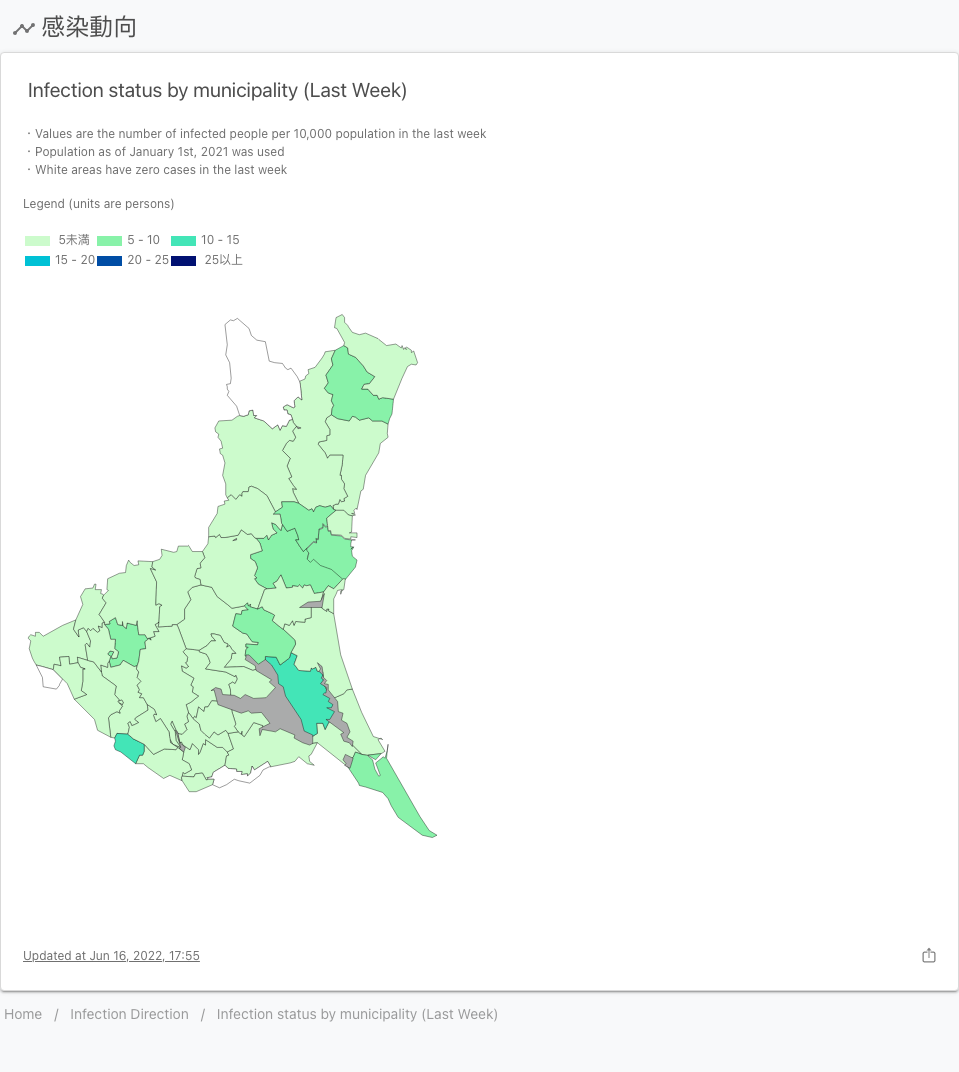 感染動向
Infection status by municipality (Last Week)
・Values are the number of infected people per 10,000 population in the last week
・Population as of January 1st, 2021 was used
・White areas have zero cases in the last week
Legend (units are persons)
5未満 5 - 10 10 - 15
15 - 20 20 - 25 25以上
Updated at Jun 16, 2022, 17:55
Home / Infection Direction / Infection status by municipality (Last Week)